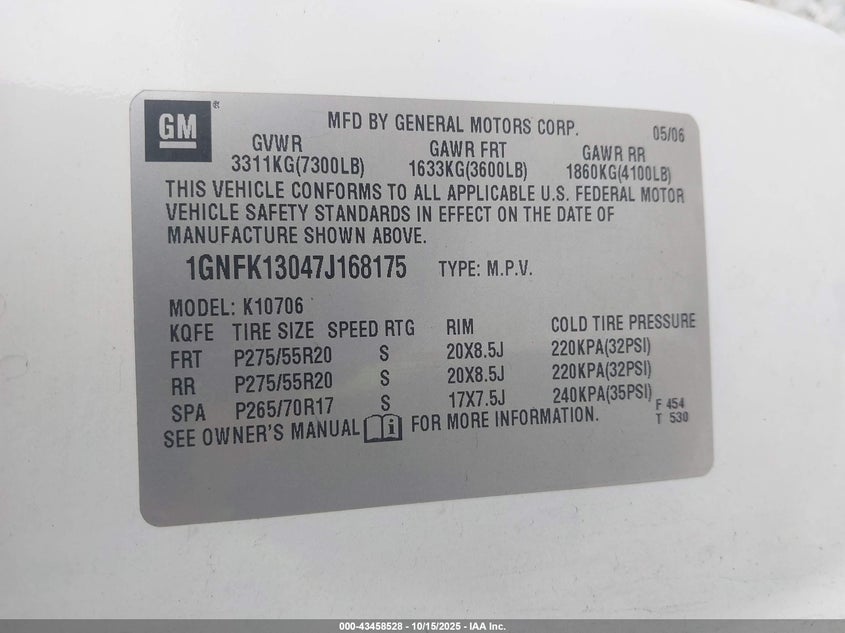 GM ®
MFD BY GENERAL MOTORS CORP. 05/06
GVWR GAWR FRT GAWR RR
3311KG(7300LB) 1633KG(3600LB) 1860KG(4100LB)
THIS VEHICLE CONFORMS TO ALL APPLICABLE U.S. FEDERAL MOTOR
VEHICLE SAFETY STANDARDS IN EFFECT ON THE DATE OF
MANUFACTURE SHOWN ABOVE.
1GNFK13047J168175 TYPE: M.P.V.
MODEL: K10706
KQFE TIRE SIZE SPEED RTG RIM COLD TIRE PRESSURE
FRT P275/55R20 S 20X8.5J 220KPA(32PSI)
RR P275/55R20 S 20X8.5J 220KPA(32PSI)
SPA P265/70R17 S 17X7.5J 240KPA(35PSI) F 454
SEE OWNER'S MANUAL i FOR MORE INFORMATION. T 530
000-43458528 - 10/15/2025 - IAA Inc.